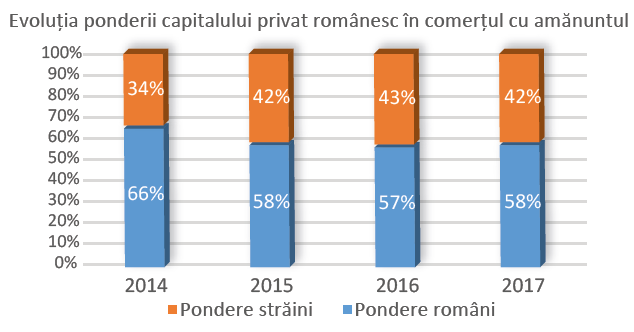 Evoluția ponderii capitalului privat românesc în comerțul cu amănuntul
100%
90%
80%
70%
60%
50%
40%
30%
20%
10%
0%
34% 42% 43% 42%
66% 58% 57% 58%
2014 2015 2016 2017
Pondere străini Pondere români